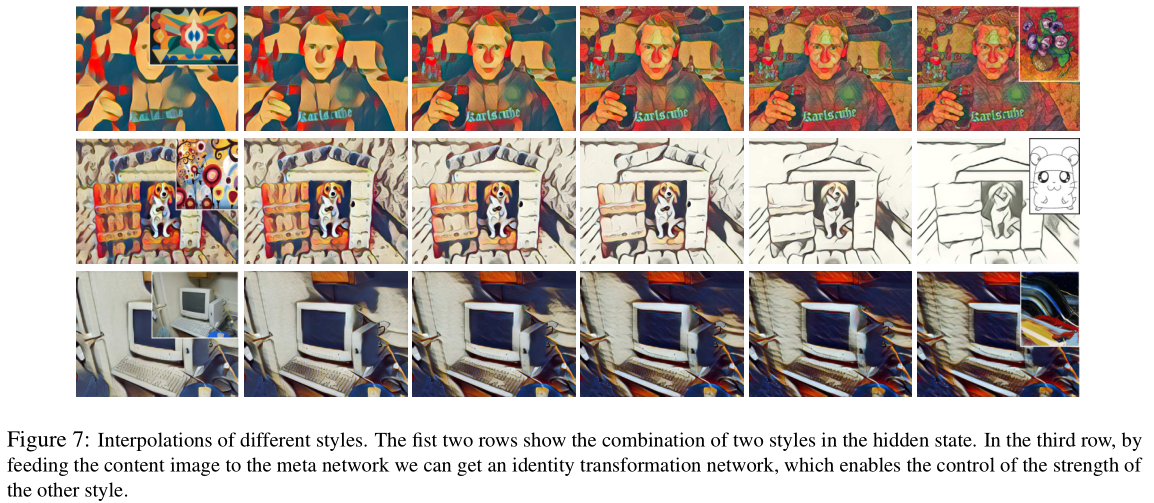 Karlsruhe
Karlsruhe
Karlsruhe
Karlsruhe
Karlsruhe
Figure 7: Interpolations of different styles. The fist two rows show the combination of two styles in the hidden state. In the third row, by
feeding the content image to the meta network we can get an identity transformation network, which enables the control of the strength of
the other style.